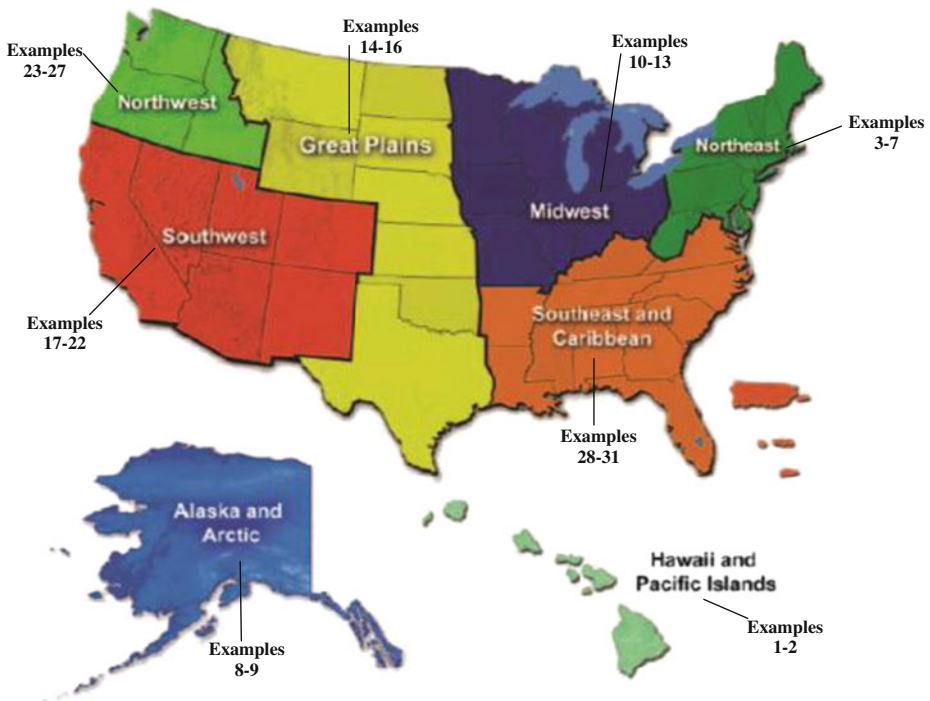 Examples
14-16
Examples
10-13
Examples
23-27
Northwest
Great Plains
Northeast
Examples
3-7
Midwest
Southwest
Examples
17-22
Southeast and
Caribbean
Examples
28-31
Alaska and
Arctic
Hawaii and
Pacific Islands
Examples
8-9
Examples
1-2